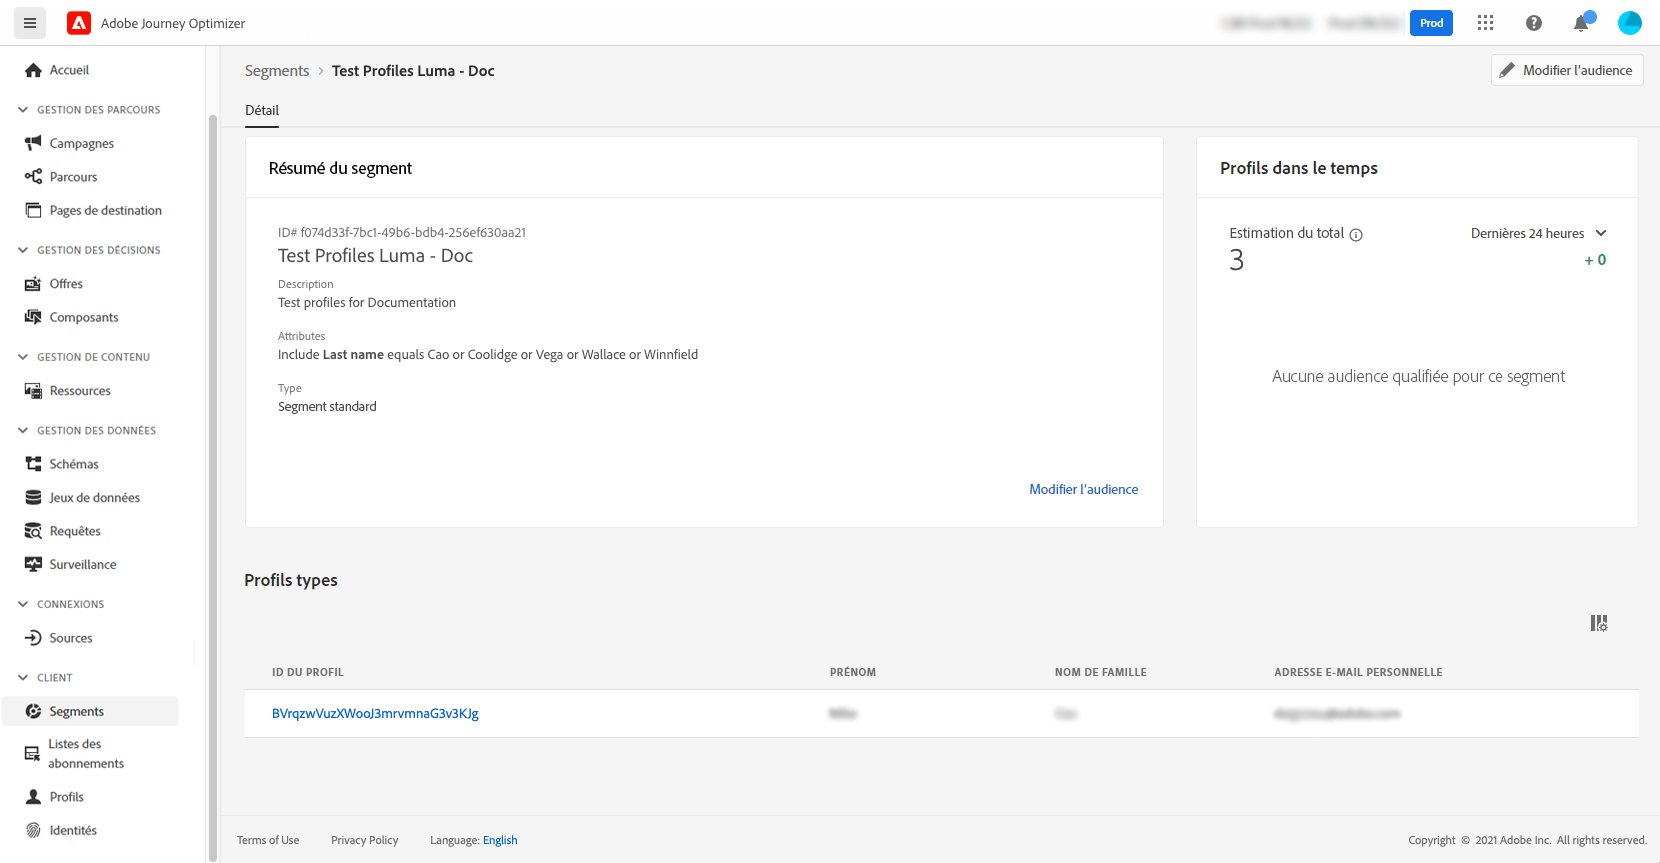 Adobe Journey Optimizer
Prod
Accueil
GESTION DES PARCOURS
Campagnes
Parcours
Pages de destination
GESTION DES DÉCISIONS
Offres
Composants
GESTION DE CONTENU
Ressources
GESTION DES DONNÉES
Schémas
Jeux de données
Requêtes
Surveillance
CONNEXIONS
Sources
CLIENT
Segments
Listes des
abonnements
Profils
Identités
Segments > Test Profiles Luma - Doc
Modifier l'audience
Détail
Résumé du segment
ID# f074d33f-7bc1-49b6-bdb4-256ef630aa21
Test Profiles Luma - Doc
Description
Test profiles for Documentation
Attributes
Include Last name equals Cao or Coolidge or Vega or Wallace or Winnfield
Type
Segment standard
Modifier l'audience
Profils dans le temps
Estimation du total
Dernières 24 heures
3
+ 0
Aucune audience qualifiée pour ce segment
Profils types
ID DU PROFIL PRÉNOM NOM DE FAMILLE ADRESSE E-MAIL PERSONNELLE
BVrqzwVuzXWooJ3mrvmnaG3v3KJg
Terms of Use Privacy Policy Language: English
Copyright © 2021 Adobe Inc. All rights reserved.